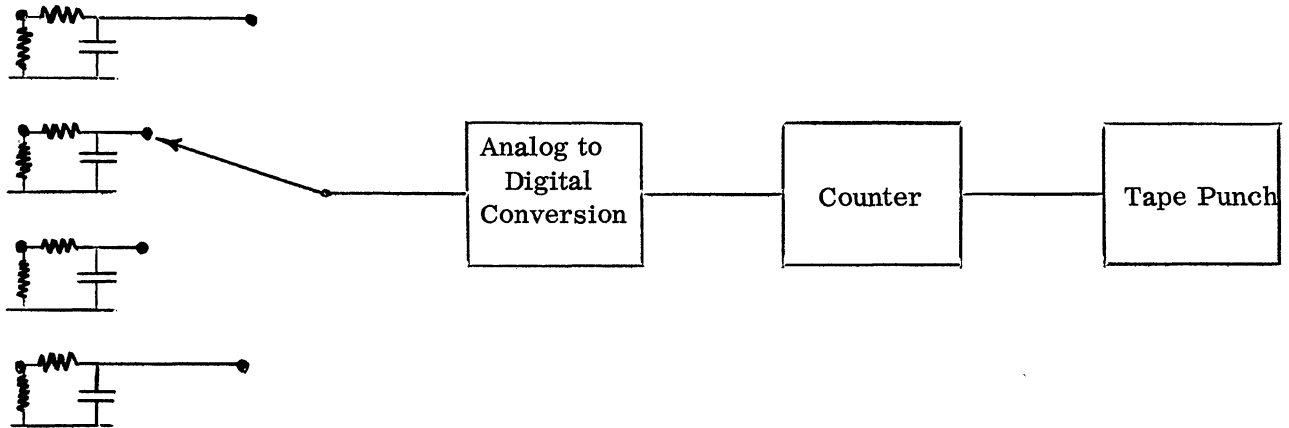 Analog to
Digital
Conversion
Counter
Tape Punch